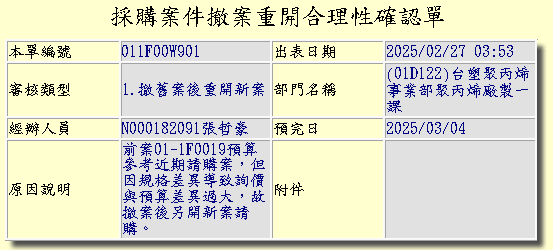 採購案件撤案重開合理性確認單
本單編號 011F00W901 出表日期 2025/02/27 03:53
審核類型 1.撤舊案後重開新案 部門名稱 (01D122)台塑聚丙烯
事業部聚丙烯廠製一
課
經辦人員 N000182091張哲豪 預完日 2025/03/04
原因說明 前案01-1F0019預算
參考近期請購案，但
因規格差異導致詢價
與預算差異過大，故
撤案後另開新案請
購。
附件